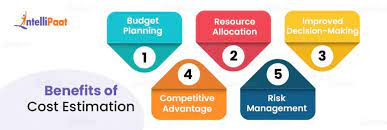 intelliPaat
Benefits of
Cost Estimation
Budget
Planning
1
Resource
Allocation
2
Improved
Decision-Making
3
4
Competitive
Advantage
5
Risk
Management